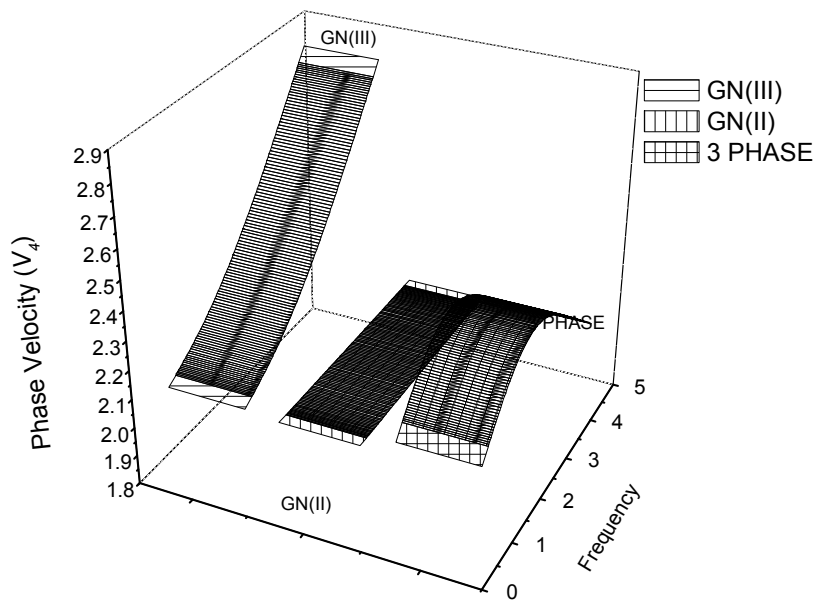 GN(III)
GN(III)
GN(II)
3 PHASE
2.9
2.8
2.7
2.6
2.5
2.4
2.3
2.2
2.1
2.0
1.9
1.8
Phase Velocity (V4)
PHASE
GN(II)
5
4
3
2
1
0
Frequency